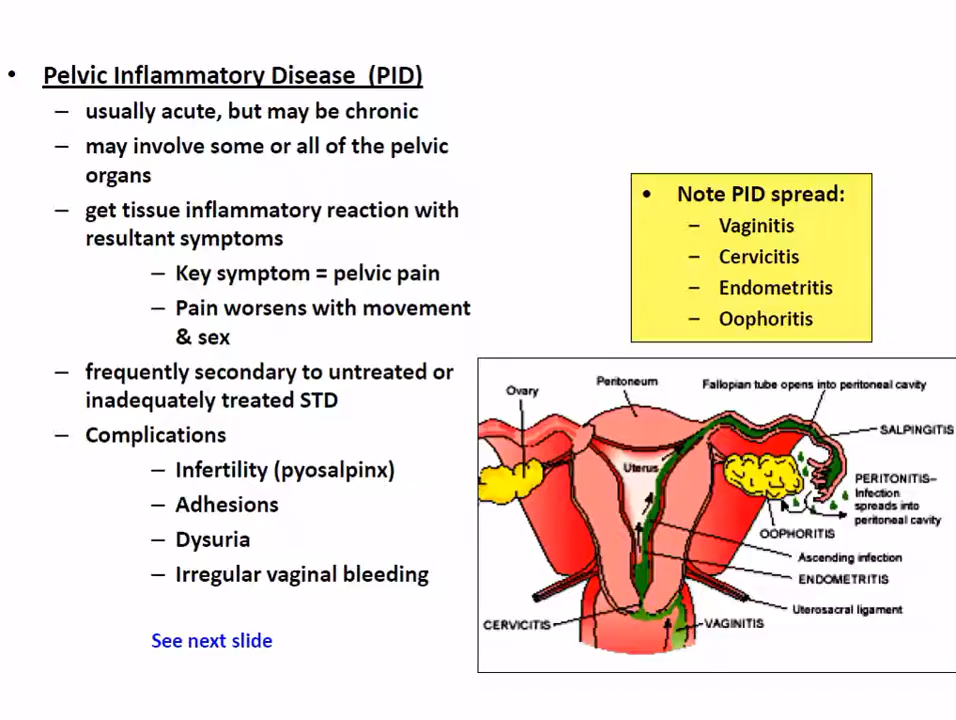 • Pelvic Inflammatory Disease (PID)
– usually acute, but may be chronic
– may involve some or all of the pelvic
organs
– get tissue inflammatory reaction with
resultant symptoms
– Key symptom = pelvic pain
– Pain worsens with movement
& sex
– frequently secondary to untreated or
inadequately treated STD
– Complications
– Infertility (pyosalpinx)
– Adhesions
– Dysuria
– Irregular vaginal bleeding
See next slide
• Note PID spread:
– Vaginitis
– Cervicitis
– Endometritis
– Oophoritis
Ovary
Peritoneum
Fallopian tube opens into peritoneal cavity
SALPINGITIS
Uterus
PERITONITIS–
Infection
spreads into
peritoneal cavity
OOPHORITIS
Ascending infection
ENDOMETRITIS
Uterosacral ligament
CERVICITIS
VAGINITIS